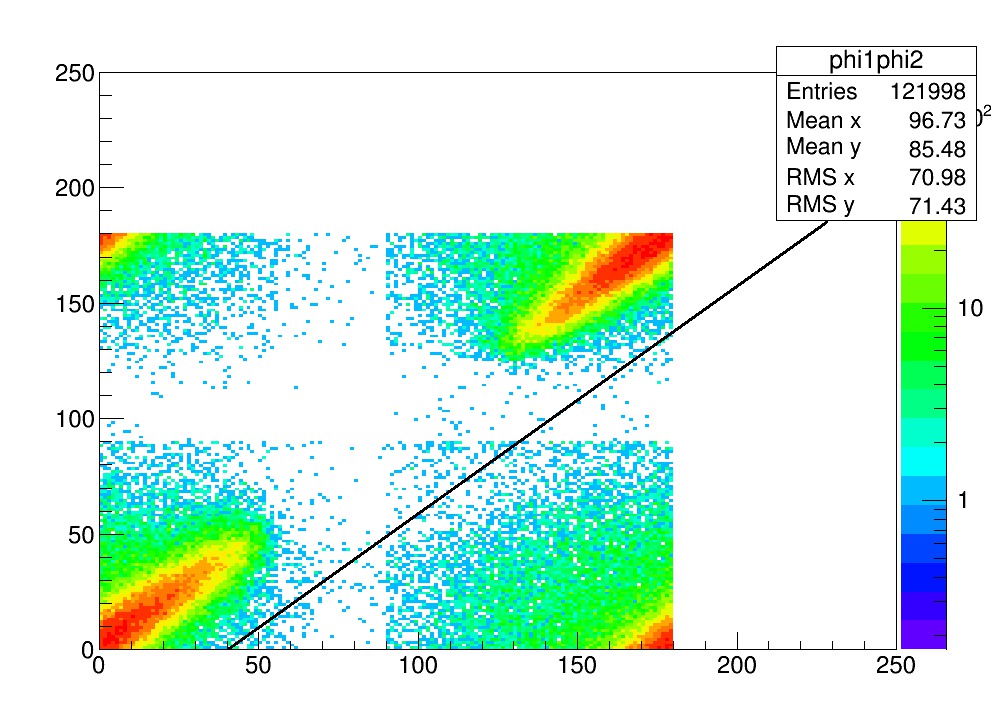 phi1phi2
Entries 121998
Mean x 96.73
Mean y 85.48
RMS x 70.98
RMS y 71.43
250
200
150
100
50
0
0 50 100 150 200 250
10
1